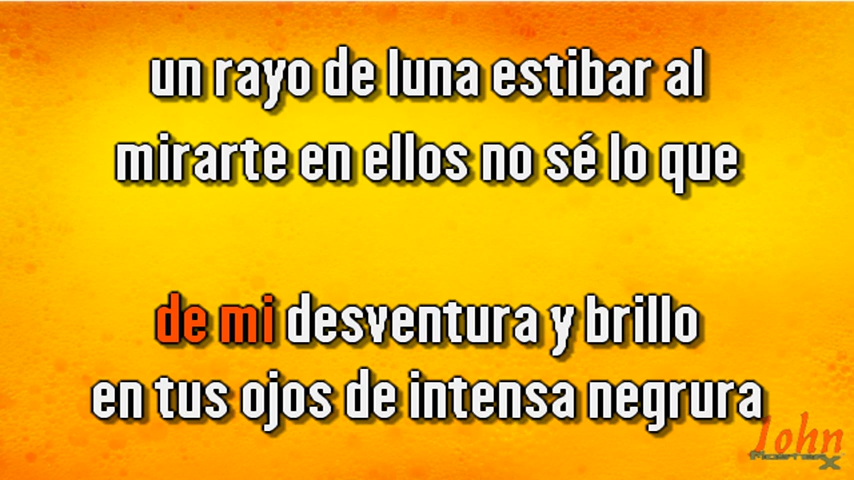 un rayo de luna estibar al
mirarte en ellos no sé lo que
de mi desventura y brillo
en tus ojos de intensa negrura
John